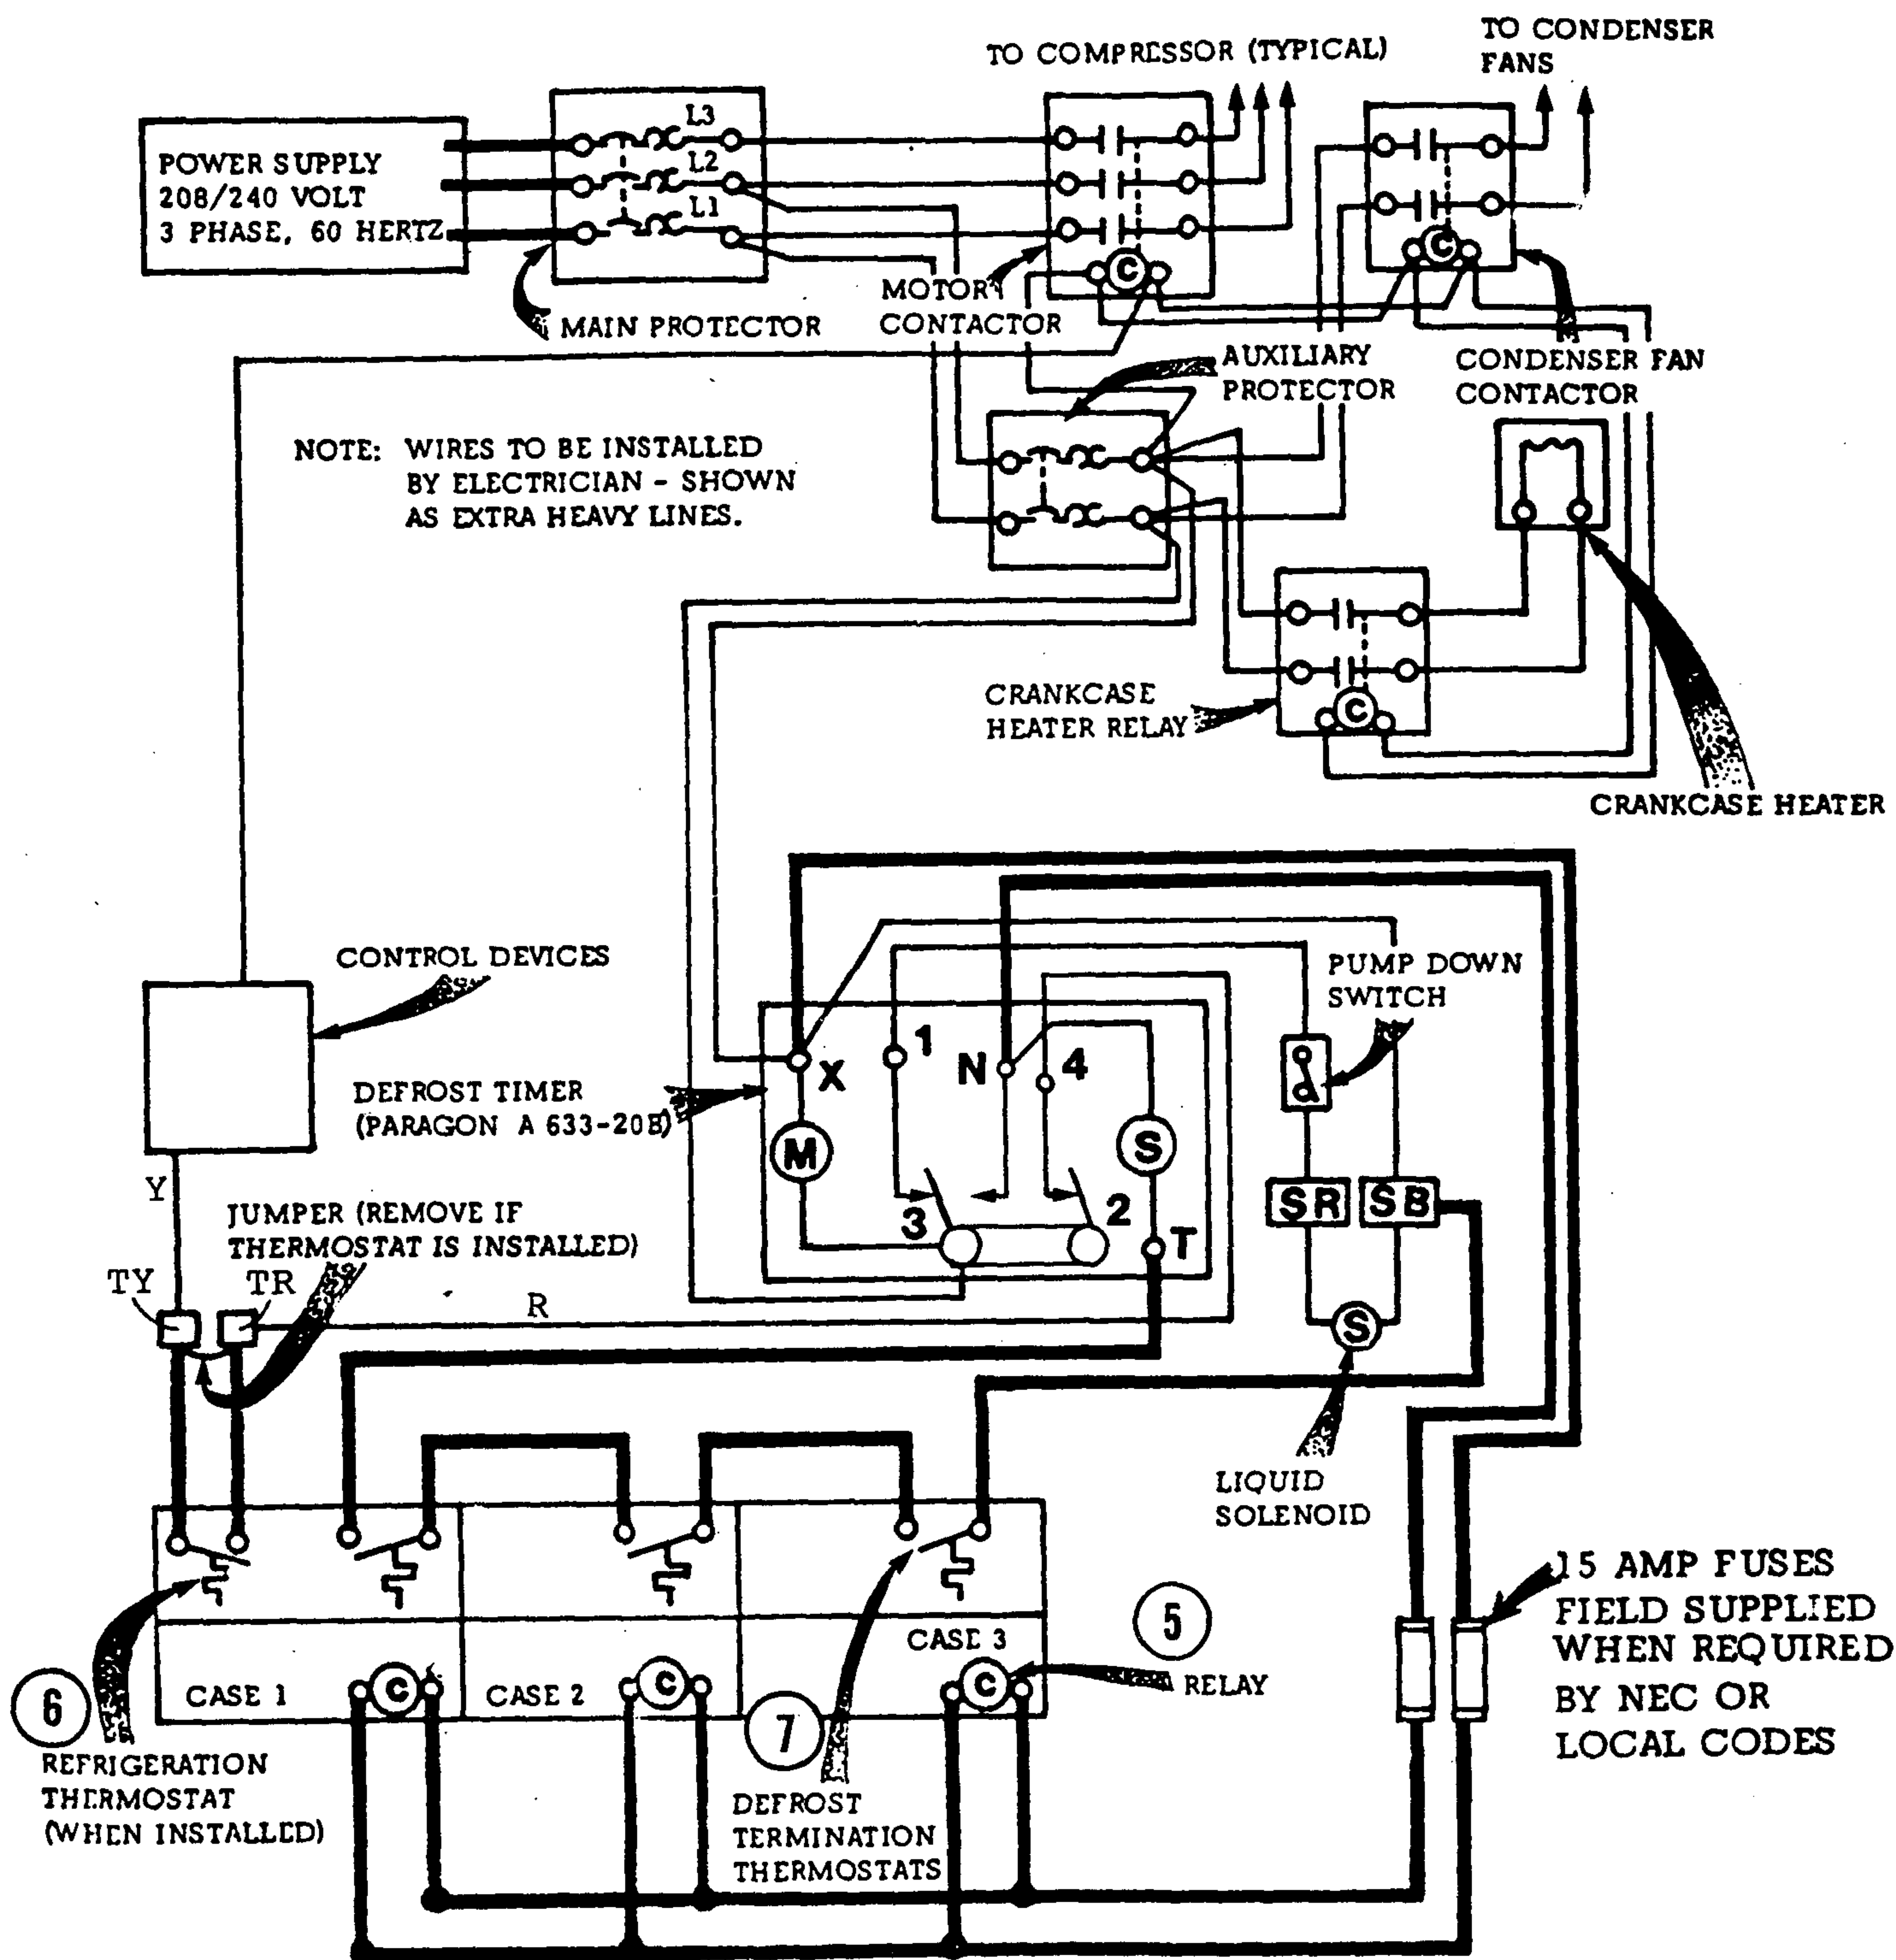 TO COMPRESSOR (TYPICAL)
TO CONDENSER
FANS
POWER SUPPLY
208/240 VOLT
3 PHASE, 60 HERTZ
L3
L2
L1
C
C
MOTOR
CONTACTOR
MAIN PROTECTOR
AUXILIARY
PROTECTOR
CONDENSER FAN
CONTACTOR
NOTE: WIRES TO BE INSTALLED
BY ELECTRICIAN - SHOWN
AS EXTRA HEAVY LINES.
CRANKCASE
HEATER RELAY
C
CRANKCASE HEATER
CONTROL DEVICES
PUMP DOWN
SWITCH
DEFROST TIMER
(PARAGON A 633-20B)
X
1
N
4
M
S
3
2
T
SR
SB
Y
JUMPER (REMOVE IF
THERMOSTAT IS INSTALLED)
TY
TR
R
S
LIQUID
SOLENOID
15 AMP FUSES
FIELD SUPPLIED
WHEN REQUIRED
BY NEC OR
LOCAL CODES
5
RELAY
CASE 1
C
CASE 2
C
CASE 3
C
6
REFRIGERATION
THERMOSTAT
(WHEN INSTALLED)
7
DEFROST
TERMINATION
THERMOSTATS